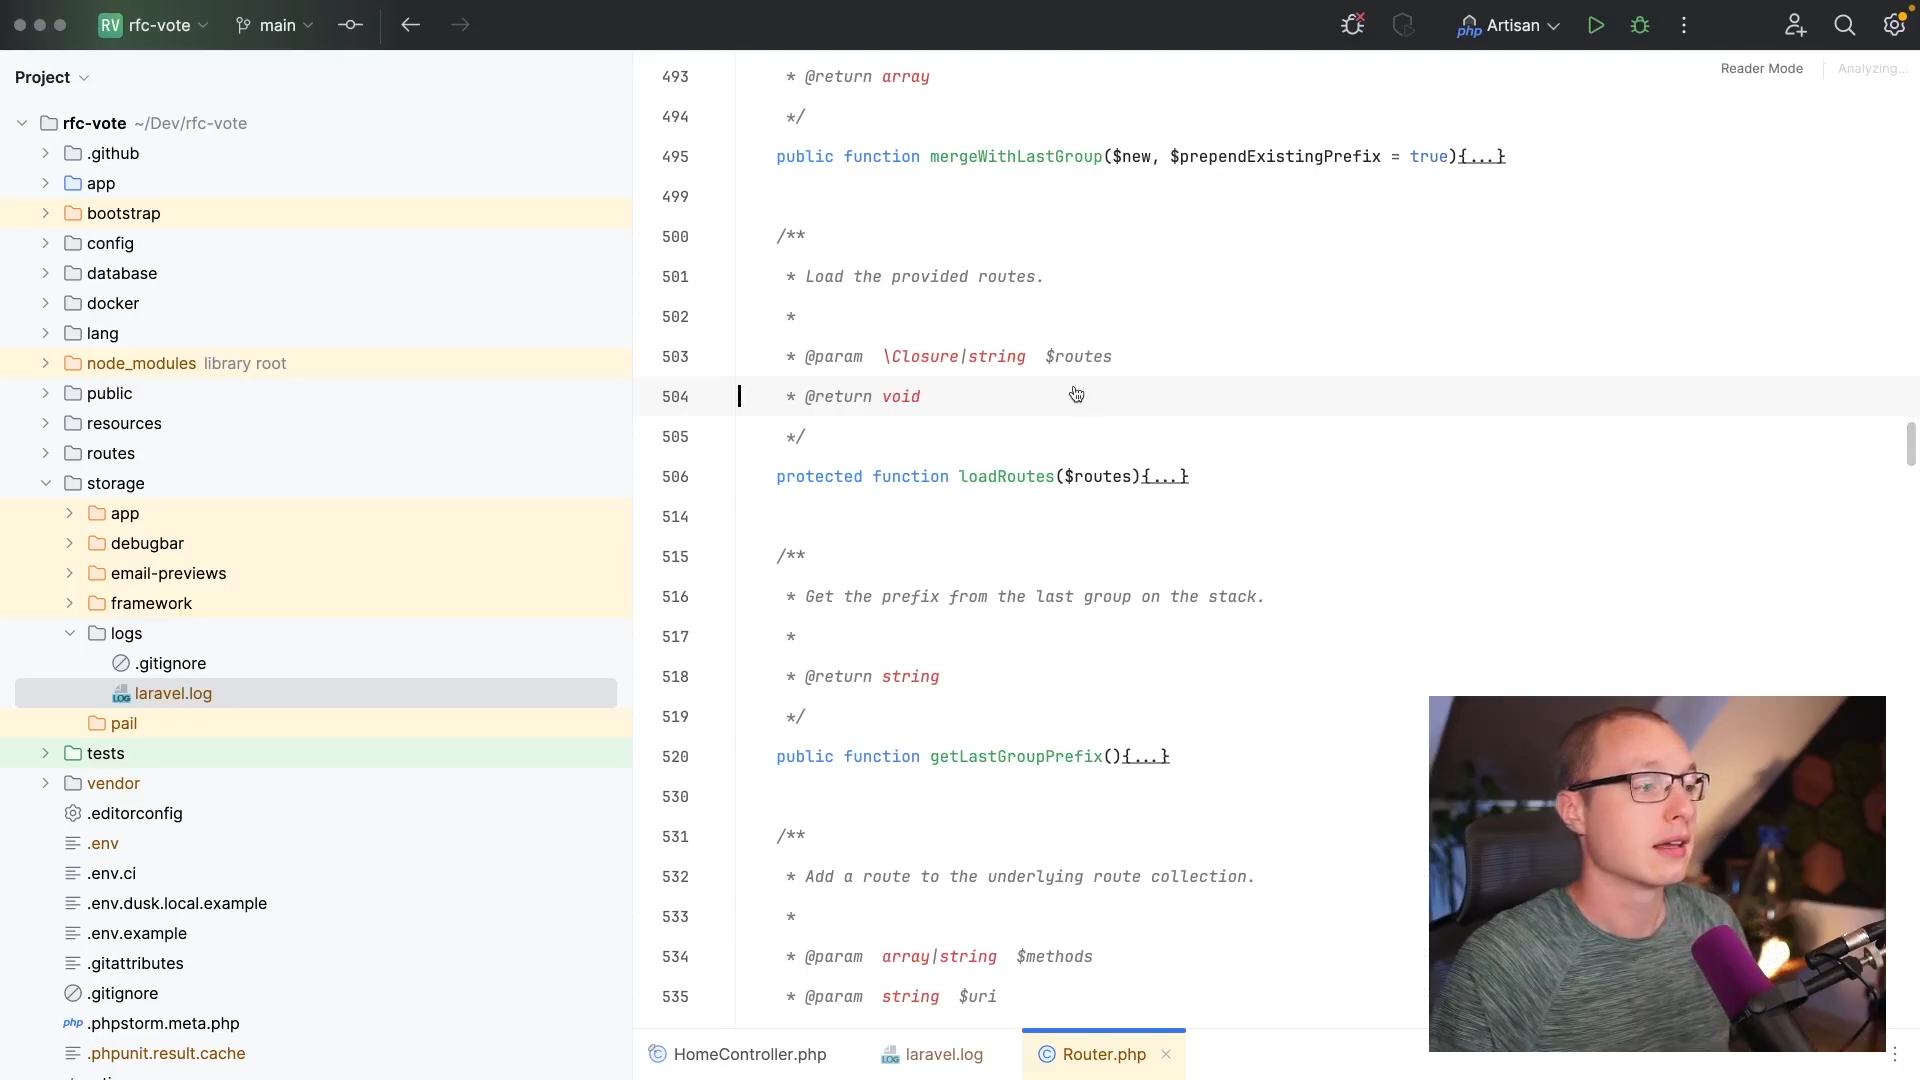 RV rfc-vote main
php Artisan
Project
Reader Mode Analyzing...
rfc-vote ~/Dev/rfc-vote
.github
app
bootstrap
config
database
docker
lang
node_modules library root
public
resources
routes
storage
app
debugbar
email-previews
framework
logs
.gitignore
LOG laravel.log
pail
tests
vendor
.editorconfig
.env
.env.ci
.env.dusk.local.example
.env.example
.gitattributes
.gitignore
php .phpstorm.meta.php
.phpunit.result.cache
493 * @return array
494 */
495 public function mergeWithLastGroup($new, $prependExistingPrefix = true){...}
499
500 /**
501 * Load the provided routes.
502 *
503 * @param \Closure|string $routes
504 * @return void
505 */
506 protected function loadRoutes($routes){...}
514
515 /**
516 * Get the prefix from the last group on the stack.
517 *
518 * @return string
519 */
520 public function getLastGroupPrefix(){...}
530
531 /**
532 * Add a route to the underlying route collection.
533 *
534 * @param array|string $methods
535 * @param string $uri
HomeController.php LOG laravel.log Router.php